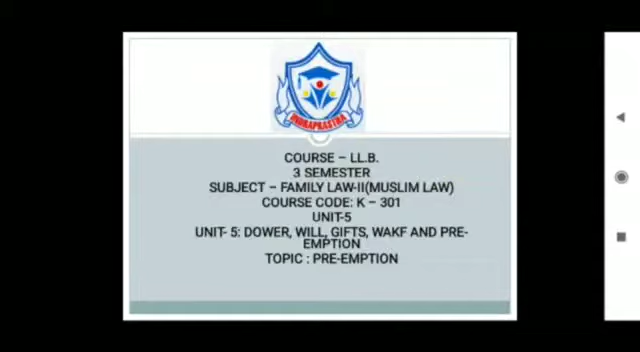 INDRAPRASTHA
COURSE – LL.B.
3 SEMESTER
SUBJECT – FAMILY LAW-II(MUSLIM LAW)
COURSE CODE: K – 301
UNIT-5
UNIT- 5: DOWER, WILL, GIFTS, WAKF AND PRE-
EMPTION
TOPIC : PRE-EMPTION